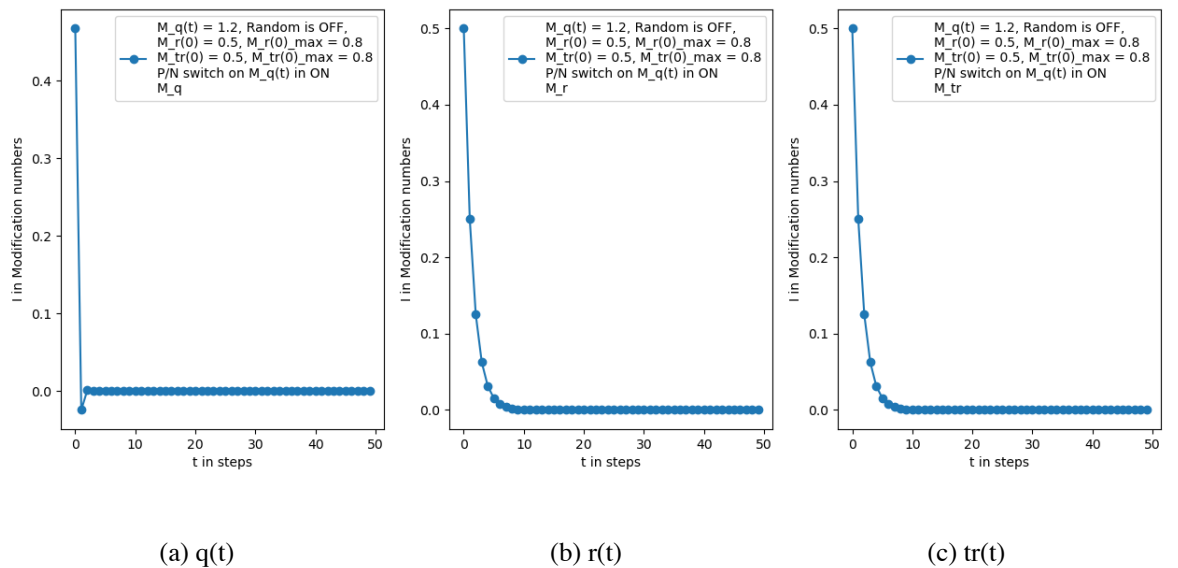 M_q(t) = 1.2, Random is OFF,
M_r(0) = 0.5, M_r(0)_max = 0.8
M_tr(0) = 0.5, M_tr(0)_max = 0.8
P/N switch on M_q(t) in ON
M_q
0.4
0.3
0.2
0.1
0.0
I in Modification numbers
0
10
20
30
40
50
t in steps
(a) q(t)
M_q(t) = 1.2, Random is OFF,
M_r(0) = 0.5, M_r(0)_max = 0.8
M_tr(0) = 0.5, M_tr(0)_max = 0.8
P/N switch on M_q(t) in ON
M_r
0.5
0.4
0.3
0.2
0.1
0.0
I in Modification numbers
0
10
20
30
40
50
t in steps
(b) r(t)
M_q(t) = 1.2, Random is OFF,
M_r(0) = 0.5, M_r(0)_max = 0.8
M_tr(0) = 0.5, M_tr(0)_max = 0.8
P/N switch on M_q(t) in ON
M_tr
0.5
0.4
0.3
0.2
0.1
0.0
I in Modification numbers
0
10
20
30
40
50
t in steps
(c) tr(t)